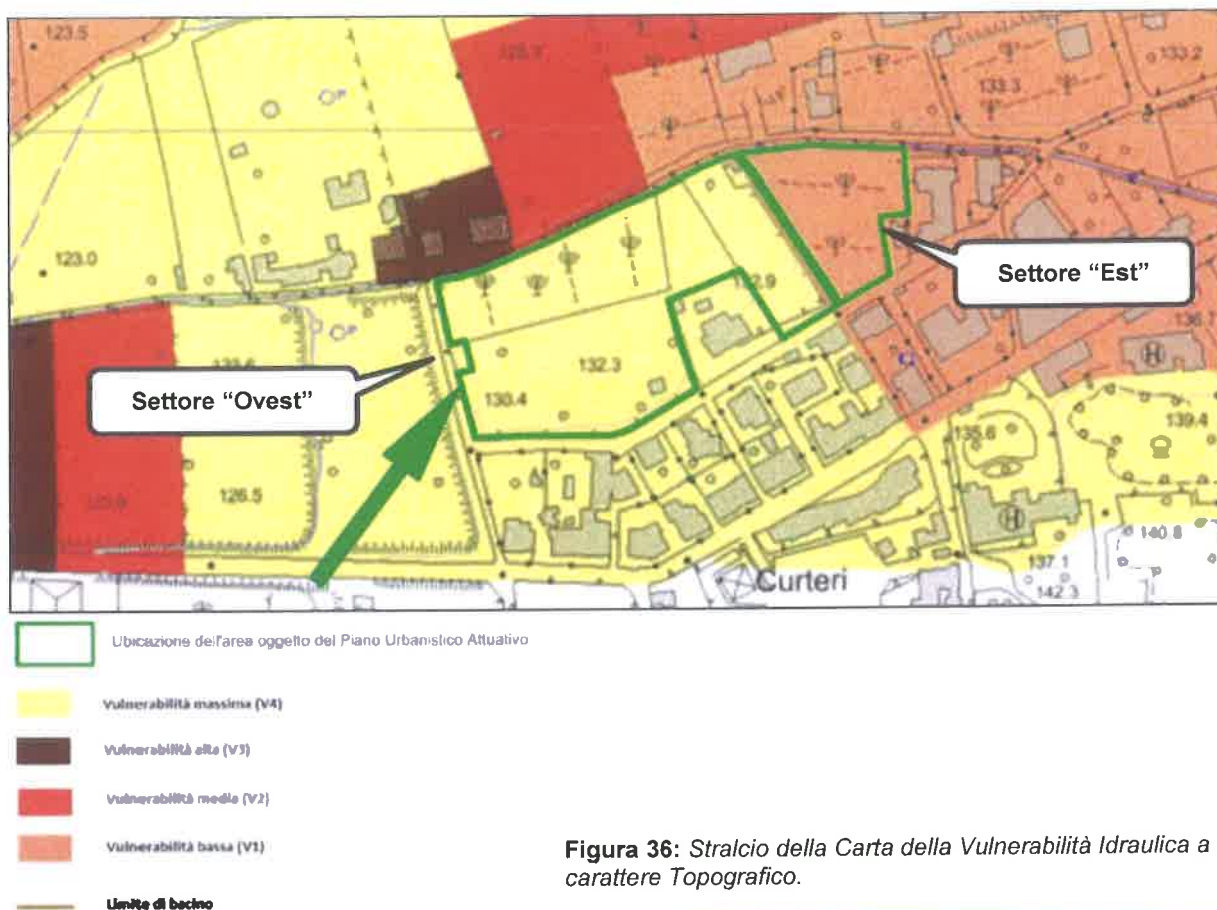 123.5
133.2
133.3
123.0
132.9
Settore “Est”
136.7
132.3
Settore “Ovest”
130.4
139.4
135.6
126.5
140.8
137.1
Curteri
142.3
Ubicazione dell'area oggetto del Piano Urbanistico Attuativo
Vulnerabilità massima (V4)
Vulnerabilità alta (V3)
Vulnerabilità media (V2)
Vulnerabilità bassa (V1)
Limite di bacino
Figura 36: Stralcio della Carta della Vulnerabilità Idraulica a
carattere Topografico.